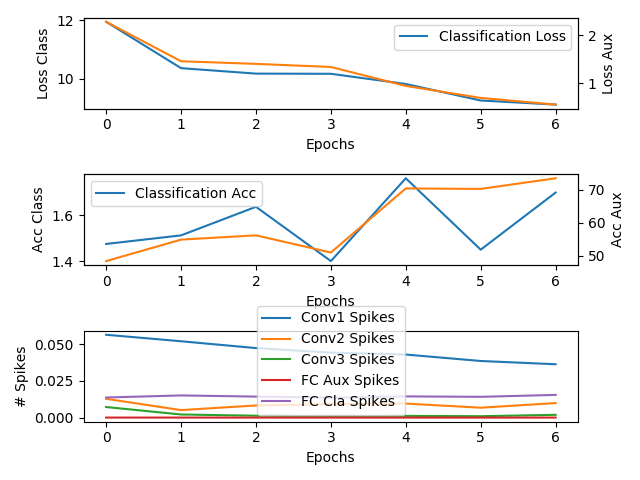 12
10
Loss Class
Classification Loss
2
1
Loss Aux
0 1 2 3 4 5 6
Epochs
1.6
1.4
Acc Class
Classification Acc
70
60
50
Acc Aux
0 1 2 3 4 5 6
Epochs
0.050
0.025
0.000
# Spikes
Conv1 Spikes
Conv2 Spikes
Conv3 Spikes
FC Aux Spikes
FC Cla Spikes
0 1 2 3 4 5 6
Epochs